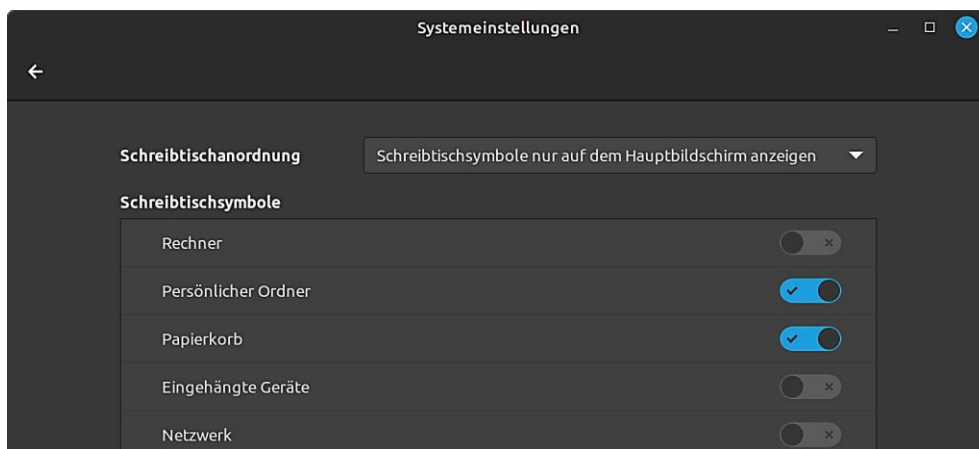 Systemeinstellungen
Schreibtischanordnung Schreibtischsymbole nur auf dem Hauptbildschirm anzeigen
Schreibtischsymbole
Rechner
Persönlicher Ordner
Papierkorb
Eingehängte Geräte
Netzwerk